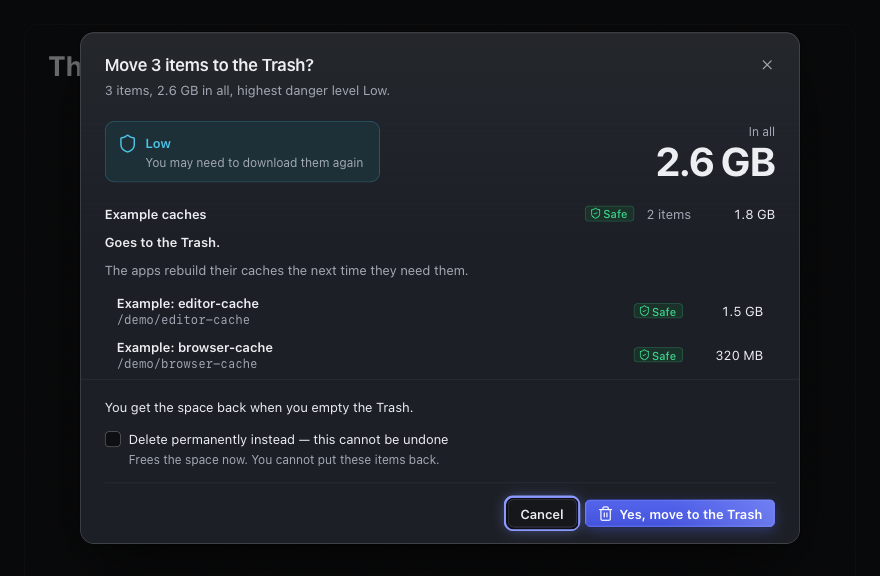 Th
Move 3 items to the Trash?
3 items, 2.6 GB in all, highest danger level Low.
Low
You may need to download them again
In all
2.6 GB
Example caches Safe 2 items 1.8 GB
Goes to the Trash.
The apps rebuild their caches the next time they need them.
Example: editor-cache
/demo/editor-cache
Safe 1.5 GB
Example: browser-cache
/demo/browser-cache
Safe 320 MB
You get the space back when you empty the Trash.
Delete permanently instead — this cannot be undone
Frees the space now. You cannot put these items back.
Cancel Yes, move to the Trash